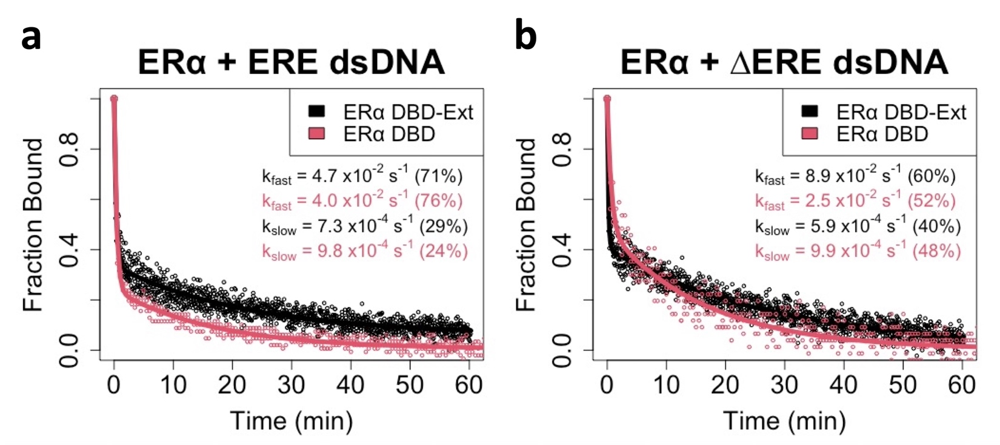 a
ERα + ERE dsDNA
ERα DBD-Ext
ERα DBD
k_fast = 4.7 x10^-2 s^-1 (71%)
k_fast = 4.0 x10^-2 s^-1 (76%)
k_slow = 7.3 x10^-4 s^-1 (29%)
k_slow = 9.8 x10^-4 s^-1 (24%)
Fraction Bound
0.8
0.4
0.0
0 10 20 30 40 50 60
Time (min)
b
ERα + ΔERE dsDNA
ERα DBD-Ext
ERα DBD
k_fast = 8.9 x10^-2 s^-1 (60%)
k_fast = 2.5 x10^-2 s^-1 (52%)
k_slow = 5.9 x10^-4 s^-1 (40%)
k_slow = 9.9 x10^-4 s^-1 (48%)
Fraction Bound
0.8
0.4
0.0
0 10 20 30 40 50 60
Time (min)